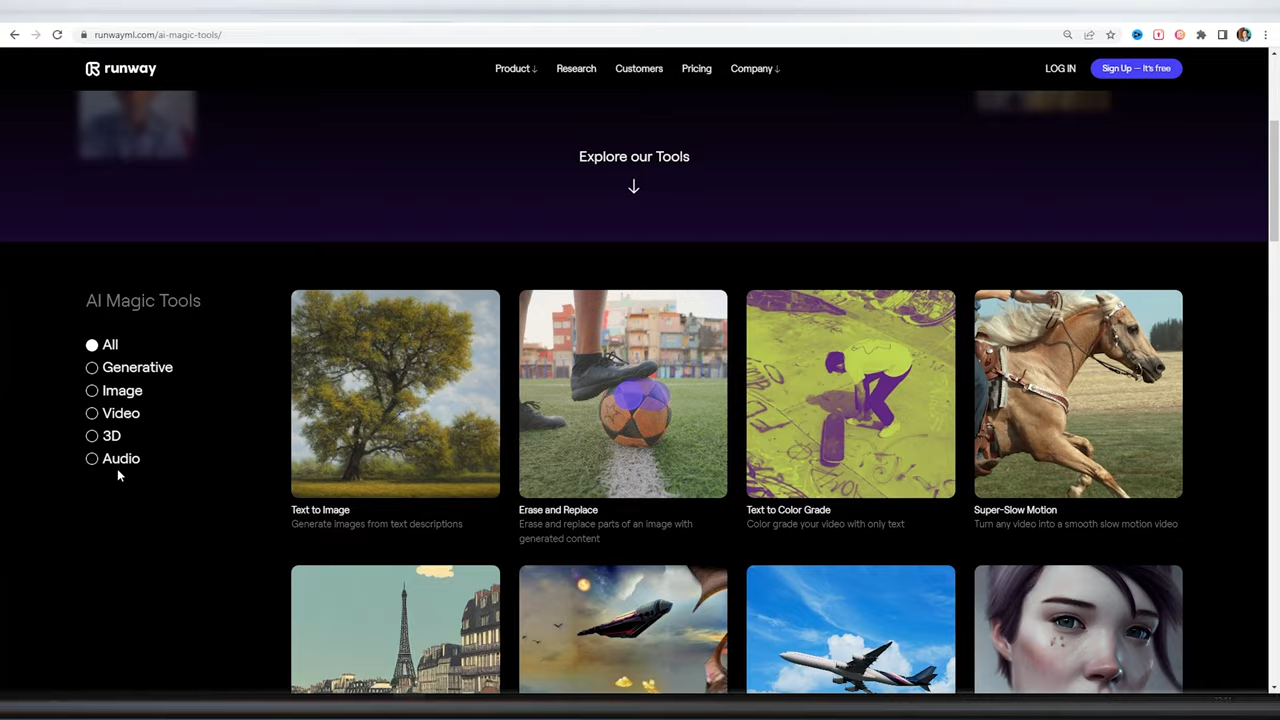 runwayml.com/ai-magic-tools/
runway
Product ↓
Research
Customers
Pricing
Company ↓
LOG IN
Sign Up — It's free
Explore our Tools
↓
AI Magic Tools
All
Generative
Image
Video
3D
Audio
Text to Image
Generate images from text descriptions
Erase and Replace
Erase and replace parts of an image with
generated content
Text to Color Grade
Color grade your video with only text
Super-Slow Motion
Turn any video into a smooth slow motion video